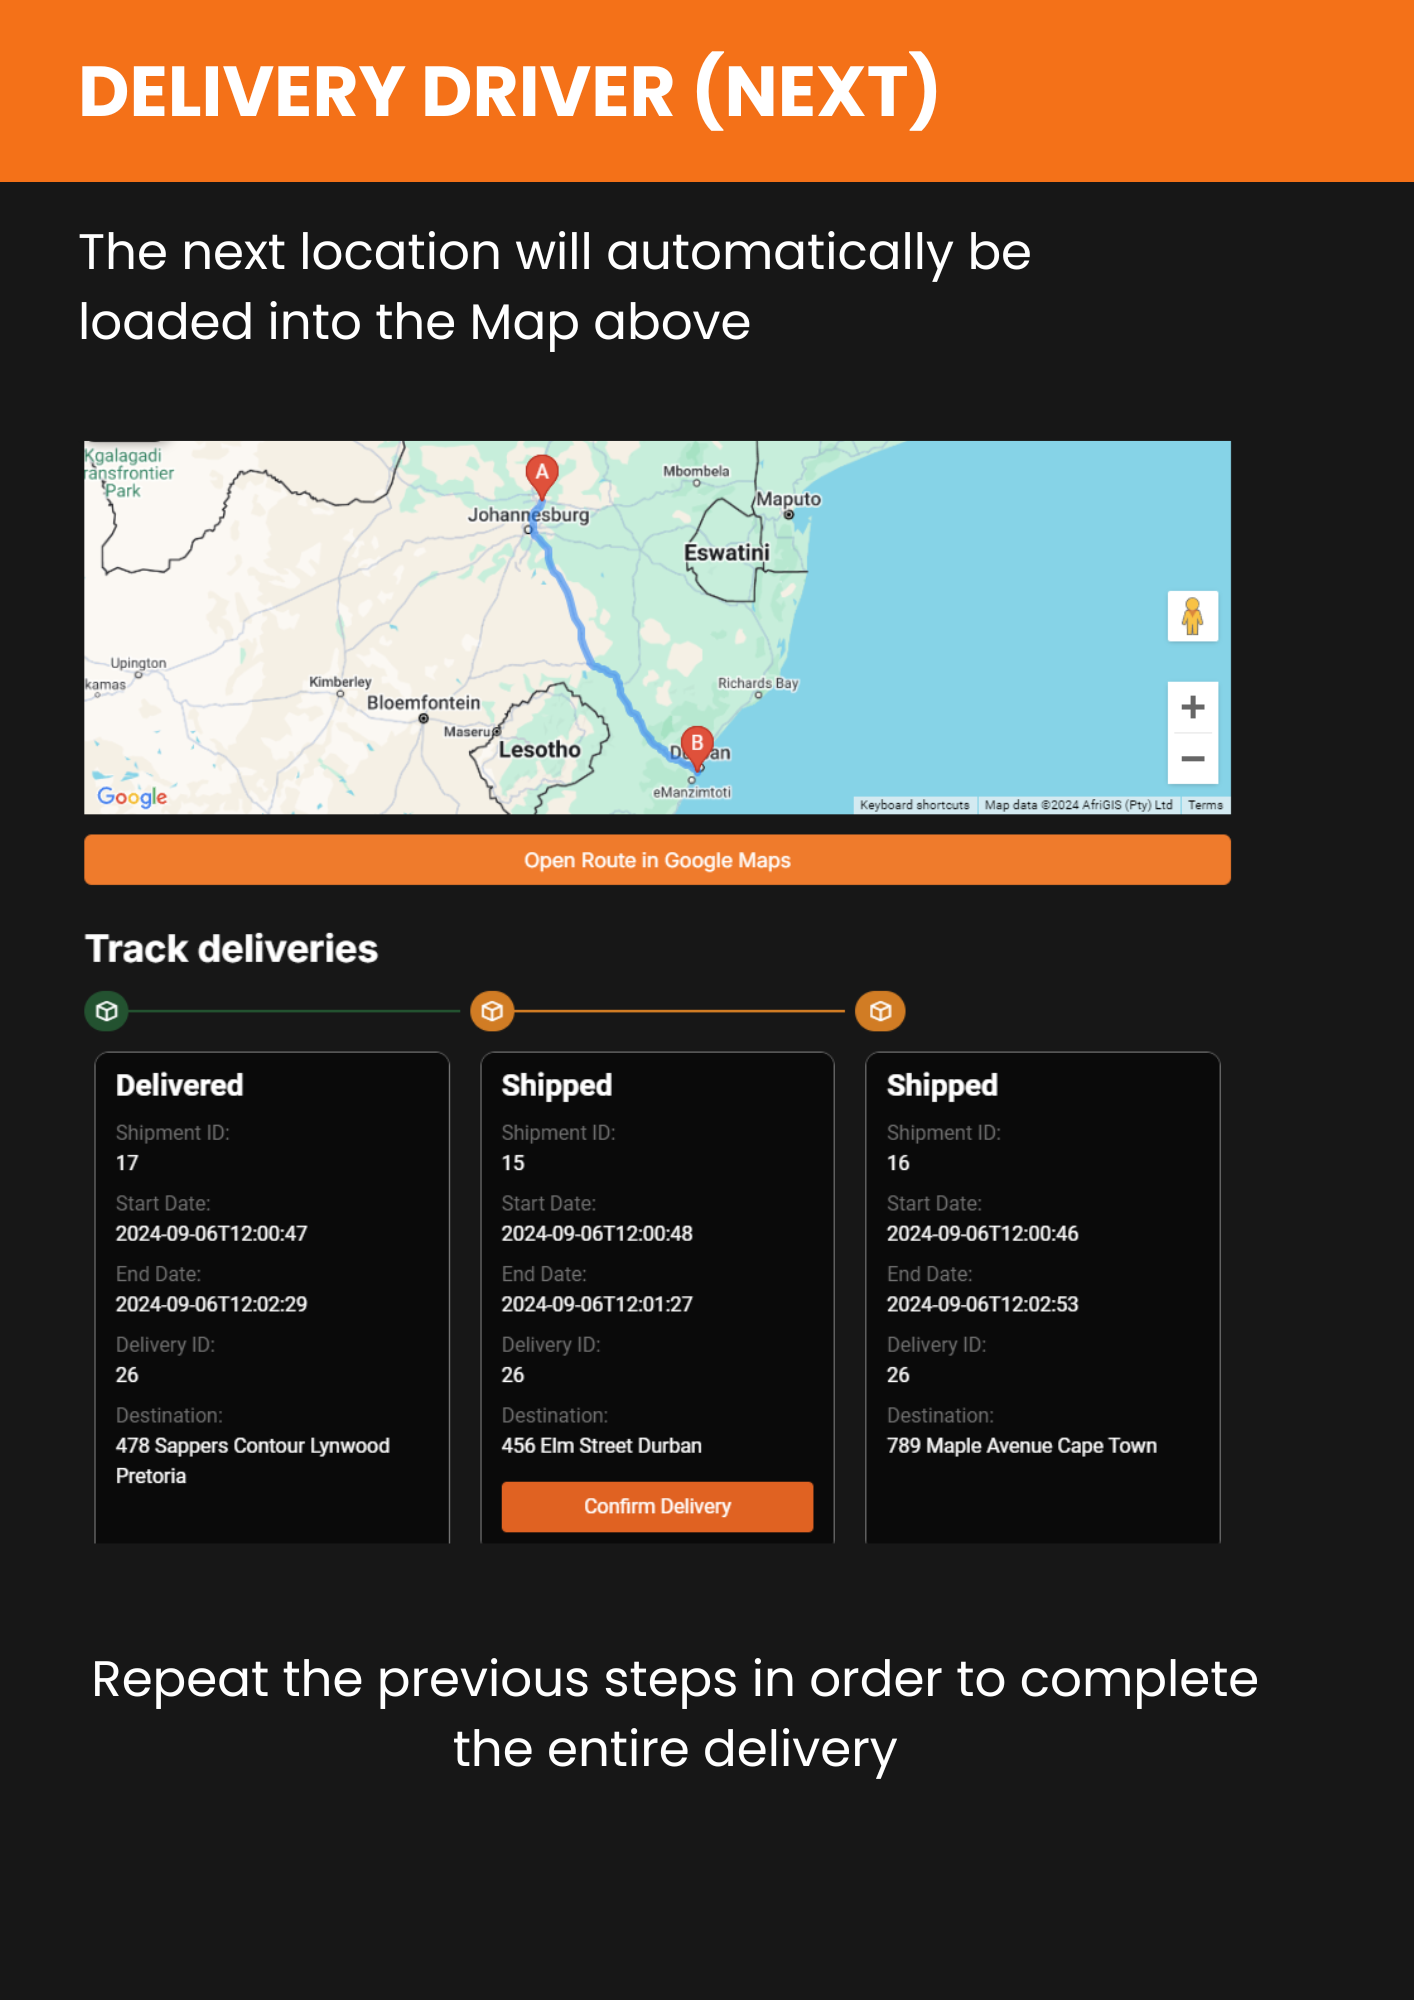 DELIVERY DRIVER (NEXT)
The next location will automatically be
loaded into the Map above
Kgalagadi
ransfrontier
Park
Mbombela
Maputo
A
Johannesburg
Eswatini
Upington
kamas
Kimberley
Bloemfontein
Maseru
Lesotho
Richards Bay
B
eManzimtoti
Google
Keyboard shortcuts
Map data ©2024 AfriGIS (Pty) Ltd
Terms
Open Route in Google Maps
Track deliveries
Delivered
Shipment ID:
17
Start Date:
2024-09-06T12:00:47
End Date:
2024-09-06T12:02:29
Delivery ID:
26
Destination:
478 Sappers Contour Lynwood
Pretoria
Shipped
Shipment ID:
15
Start Date:
2024-09-06T12:00:48
End Date:
2024-09-06T12:01:27
Delivery ID:
26
Destination:
456 Elm Street Durban
Confirm Delivery
Shipped
Shipment ID:
16
Start Date:
2024-09-06T12:00:46
End Date:
2024-09-06T12:02:53
Delivery ID:
26
Destination:
789 Maple Avenue Cape Town
Repeat the previous steps in order to complete
the entire delivery